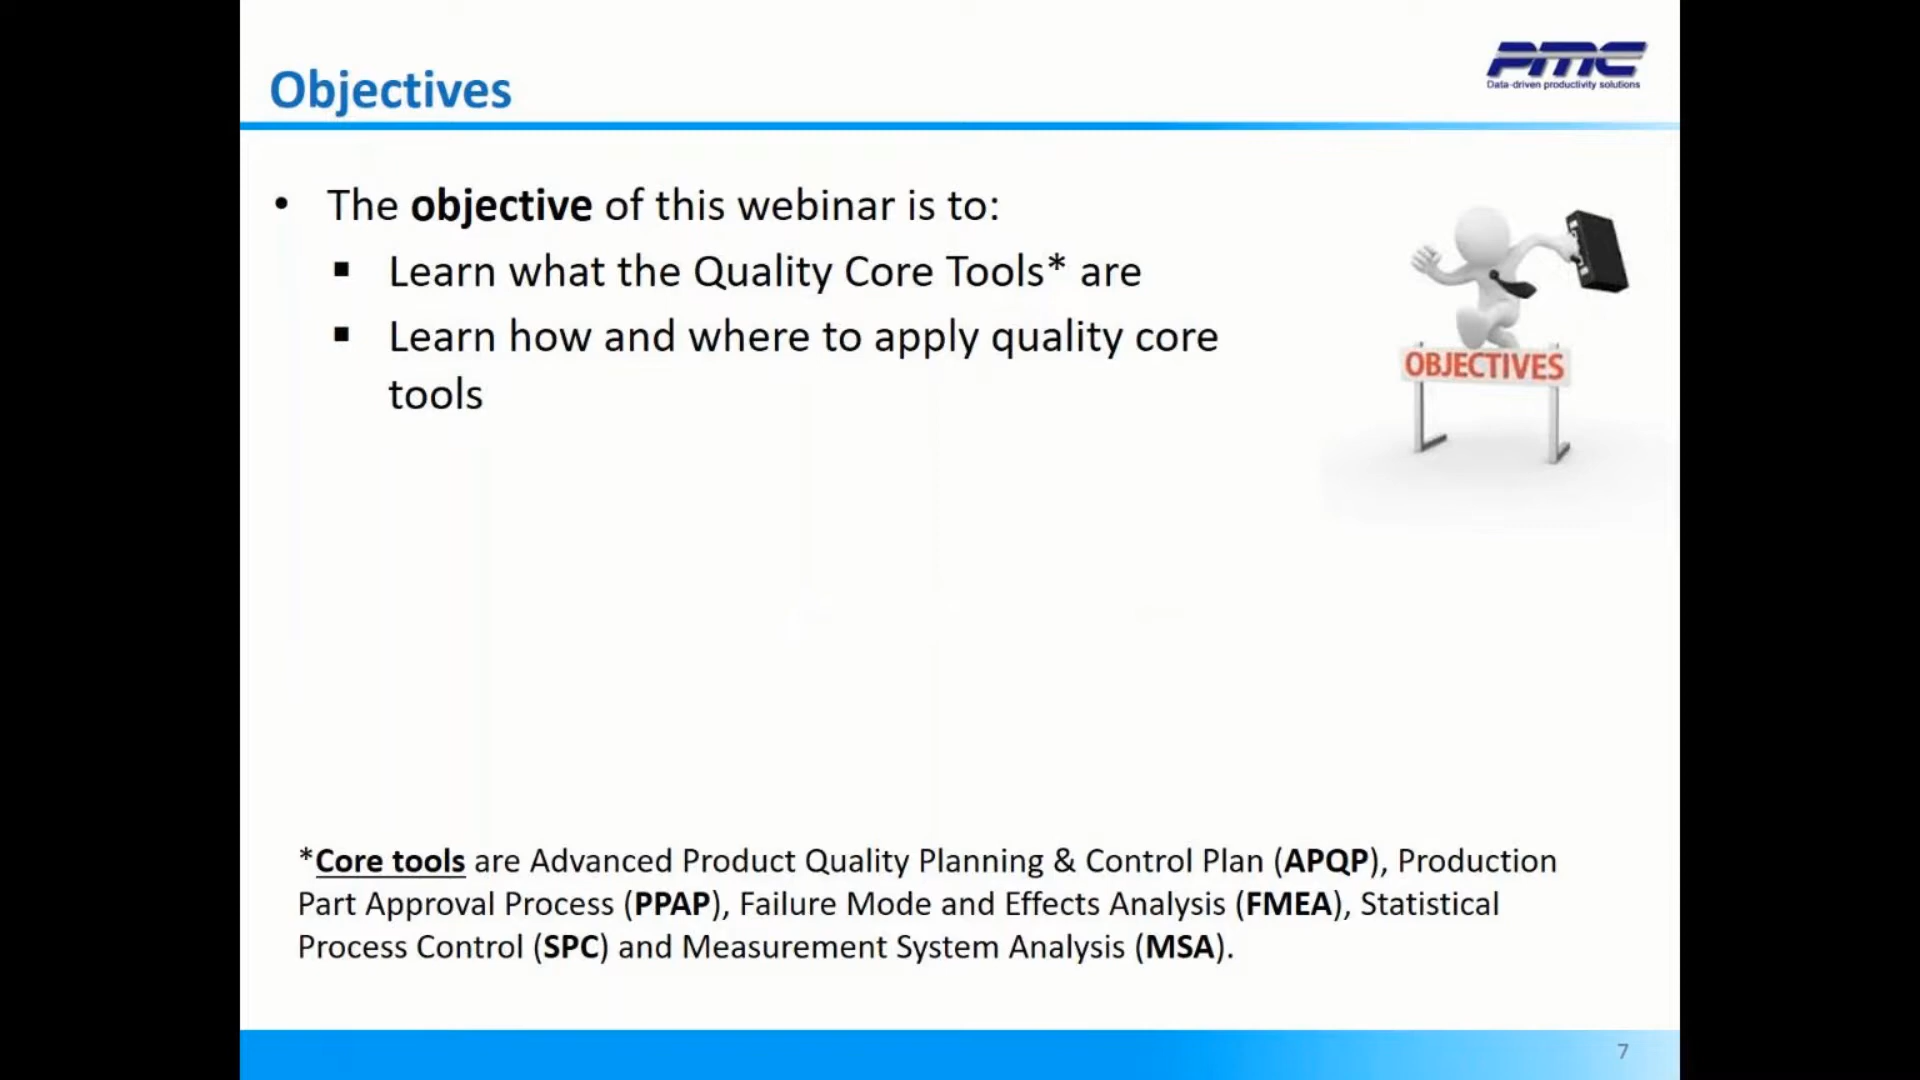 Objectives
PMC
Data-driven productivity solutions
• The objective of this webinar is to:
▪ Learn what the Quality Core Tools* are
▪ Learn how and where to apply quality core
tools
OBJECTIVES
*Core tools are Advanced Product Quality Planning & Control Plan (APQP), Production
Part Approval Process (PPAP), Failure Mode and Effects Analysis (FMEA), Statistical
Process Control (SPC) and Measurement System Analysis (MSA).
7